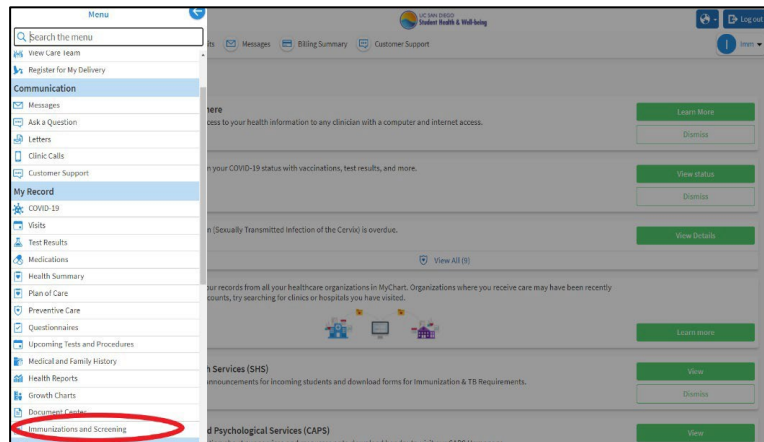 Menu
Search the menu
View Care Team
Register for My Delivery
Communication
Messages
Ask a Question
Letters
Clinic Calls
Customer Support
My Record
COVID-19
Visits
Test Results
Medications
Health Summary
Plan of Care
Preventive Care
Questionnaires
Upcoming Tests and Procedures
Medical and Family History
Health Reports
Growth Charts
Document Center
Immunizations and Screening
UC SAN DIEGO
Student Health & Well-being
Log out
Messages Billing Summary Customer Support
Imm
here
to your health information to any clinician with a computer and internet access.
Learn More
Dismiss
your COVID-19 status with vaccinations, test results, and more.
View status
Dismiss
(Sexually Transmitted Infection of the Cervix) is overdue.
View Details
View All (9)
records from all your healthcare organizations in MyChart. Organizations where you receive care may have been recently
try searching for clinics or hospitals you have visited.
Learn more
Services (SHS)
announcements for incoming students and download forms for Immunization & TB Requirements.
View
Dismiss
Psychological Services (CAPS)
View